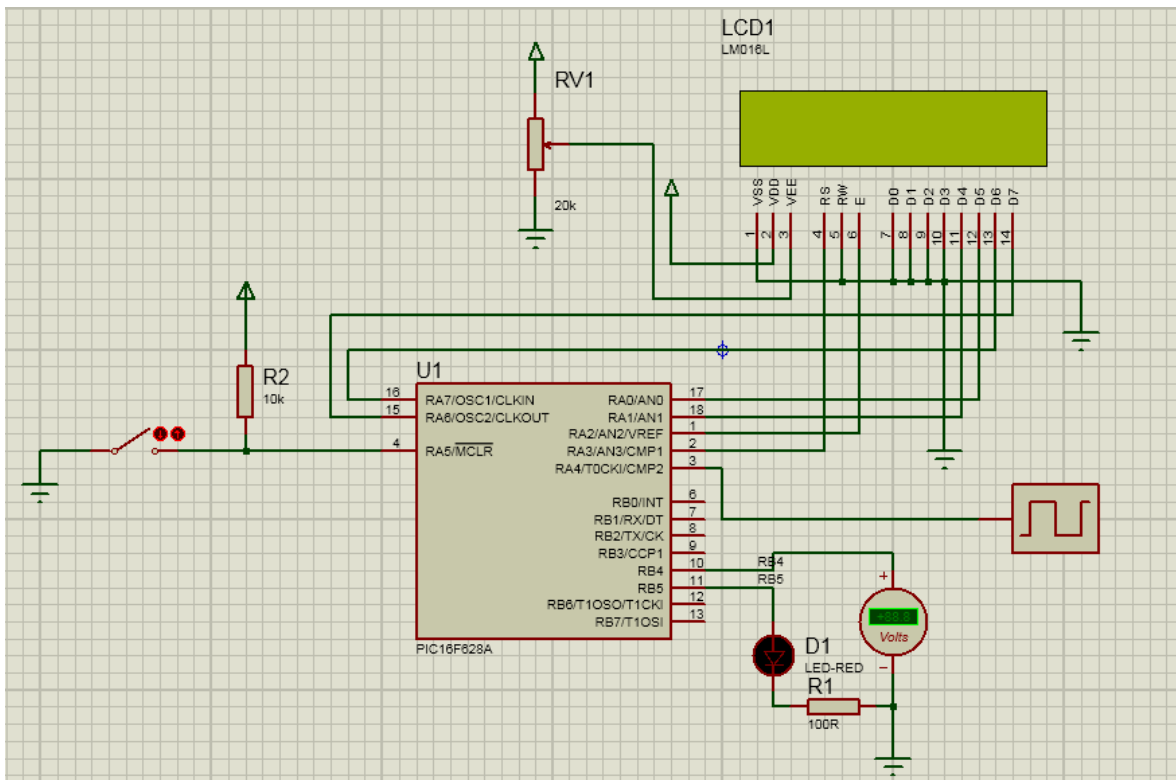 LCD1
LM016L
RV1
20k
VSS
VDD
VEE
RS
RW
E
D0
D1
D2
D3
D4
D5
D6
D7
1
2
3
4
5
6
7
8
9
10
11
12
13
14
R2
10k
U1
16 RA7/OSC1/CLKIN
15 RA6/OSC2/CLKOUT
4 RA5/MCLR
RA0/AN0 17
RA1/AN1 18
RA2/AN2/VREF 1
RA3/AN3/CMP1 2
RA4/T0CKI/CMP2 3
RB0/INT 6
RB1/RX/DT 7
RB2/TX/CK 8
RB3/CCP1 9
RB4 10
RB5 11
RB6/T1OSO/T1CKI 12
RB7/T1OSI 13
PIC16F628A
RB4
RB5
+
+88.8
Volts
−
D1
LED-RED
R1
100R